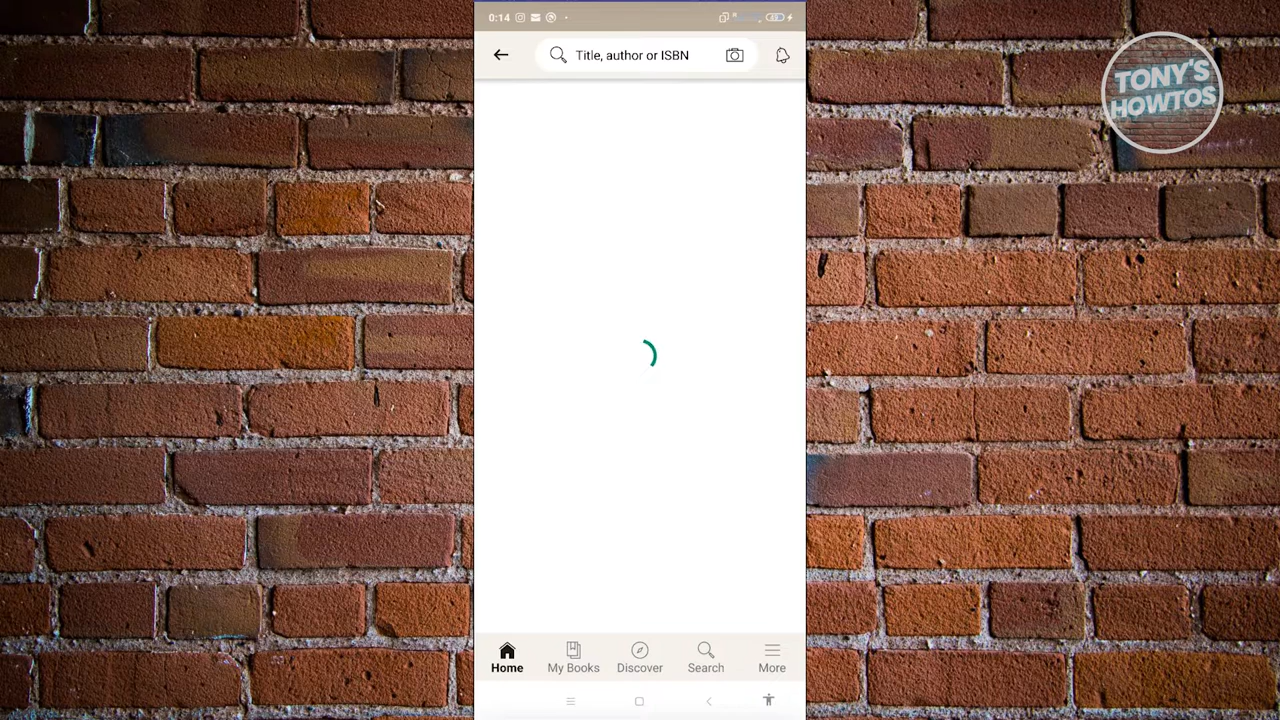 0:14
Title, author or ISBN
TONY'S
HOWTOS
Home
My Books
Discover
Search
More